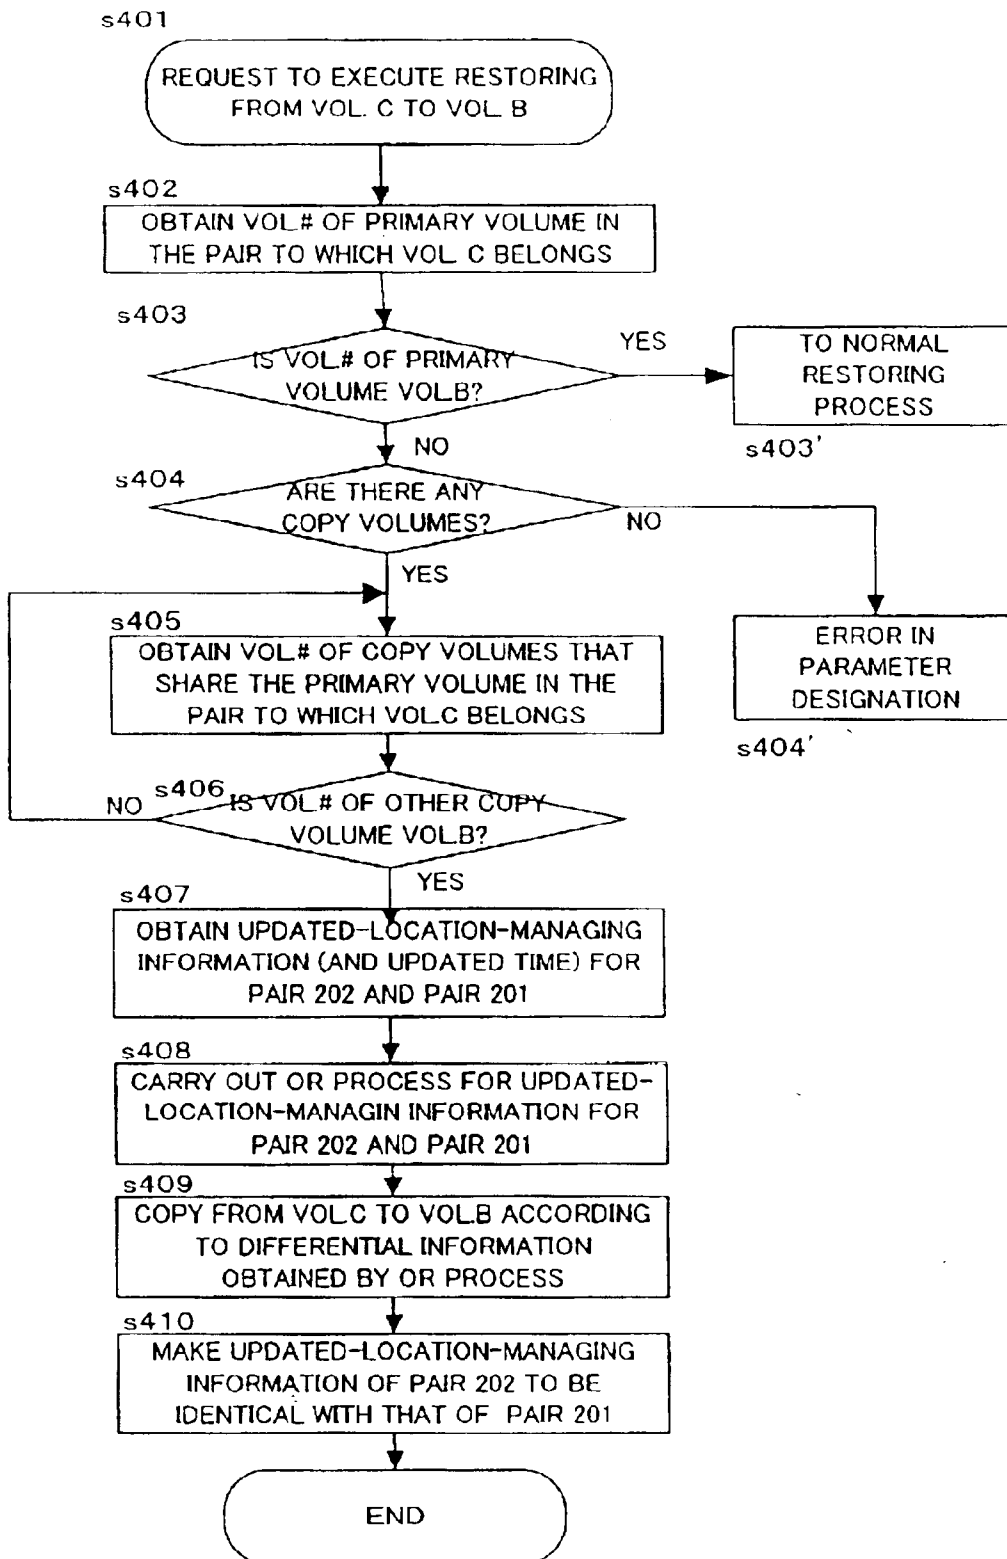 s401
REQUEST TO EXECUTE RESTORING
FROM VOL. C TO VOL. B
s402
OBTAIN VOL.# OF PRIMARY VOLUME IN
THE PAIR TO WHICH VOL. C BELONGS
s403
IS VOL.# OF PRIMARY
VOLUME VOL.B?
YES
TO NORMAL
RESTORING
PROCESS
s403'
NO
s404
ARE THERE ANY
COPY VOLUMES?
NO
YES
ERROR IN
PARAMETER
DESIGNATION
s404'
s405
OBTAIN VOL.# OF COPY VOLUMES THAT
SHARE THE PRIMARY VOLUME IN THE
PAIR TO WHICH VOL.C BELONGS
s406
IS VOL.# OF OTHER COPY
VOLUME VOL.B?
NO
YES
s407
OBTAIN UPDATED-LOCATION-MANAGING
INFORMATION (AND UPDATED TIME) FOR
PAIR 202 AND PAIR 201
s408
CARRY OUT OR PROCESS FOR UPDATED-
LOCATION-MANAGIN INFORMATION FOR
PAIR 202 AND PAIR 201
s409
COPY FROM VOL.C TO VOL.B ACCORDING
TO DIFFERENTIAL INFORMATION
OBTAINED BY OR PROCESS
s410
MAKE UPDATED-LOCATION-MANAGING
INFORMATION OF PAIR 202 TO BE
IDENTICAL WITH THAT OF PAIR 201
END